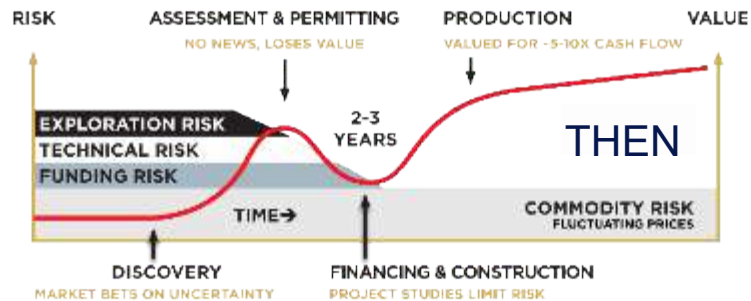 RISK
ASSESSMENT & PERMITTING
PRODUCTION
VALUE
NO NEWS, LOSES VALUE
VALUED FOR ~5-10X CASH FLOW
EXPLORATION RISK
2-3
YEARS
TECHNICAL RISK
THEN
FUNDING RISK
TIME→
COMMODITY RISK
FLUCTUATING PRICES
DISCOVERY
FINANCING & CONSTRUCTION
MARKET BETS ON UNCERTAINTY
PROJECT STUDIES LIMIT RISK